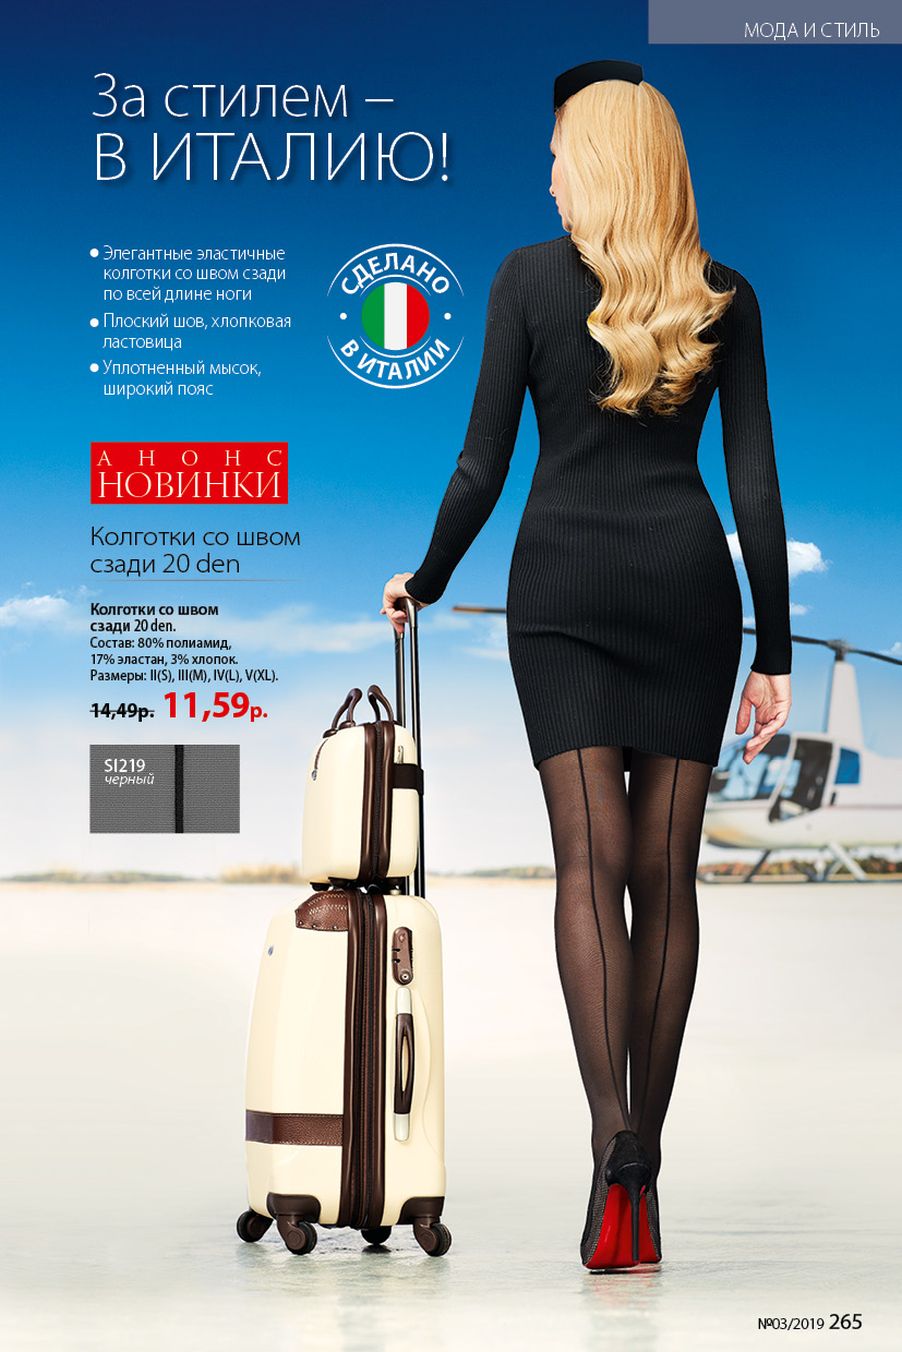 МОДА И СТИЛЬ
За стилем –
В ИТАЛИЮ!
• Элегантные эластичные
колготки со швом сзади
по всей длине ноги
• Плоский шов, хлопковая
ластовица
• Уплотненный мысок,
широкий пояс
СДЕЛАНО
В ИТАЛИИ
АНОНС
НОВИНКИ
Колготки со швом
сзади 20 den
Колготки со швом
сзади 20 den.
Состав: 80% полиамид,
17% эластан, 3% хлопок.
Размеры: II(S), III(M), IV(L), V(XL).
14,49р. 11,59р.
SI219
черный
№03/2019 265